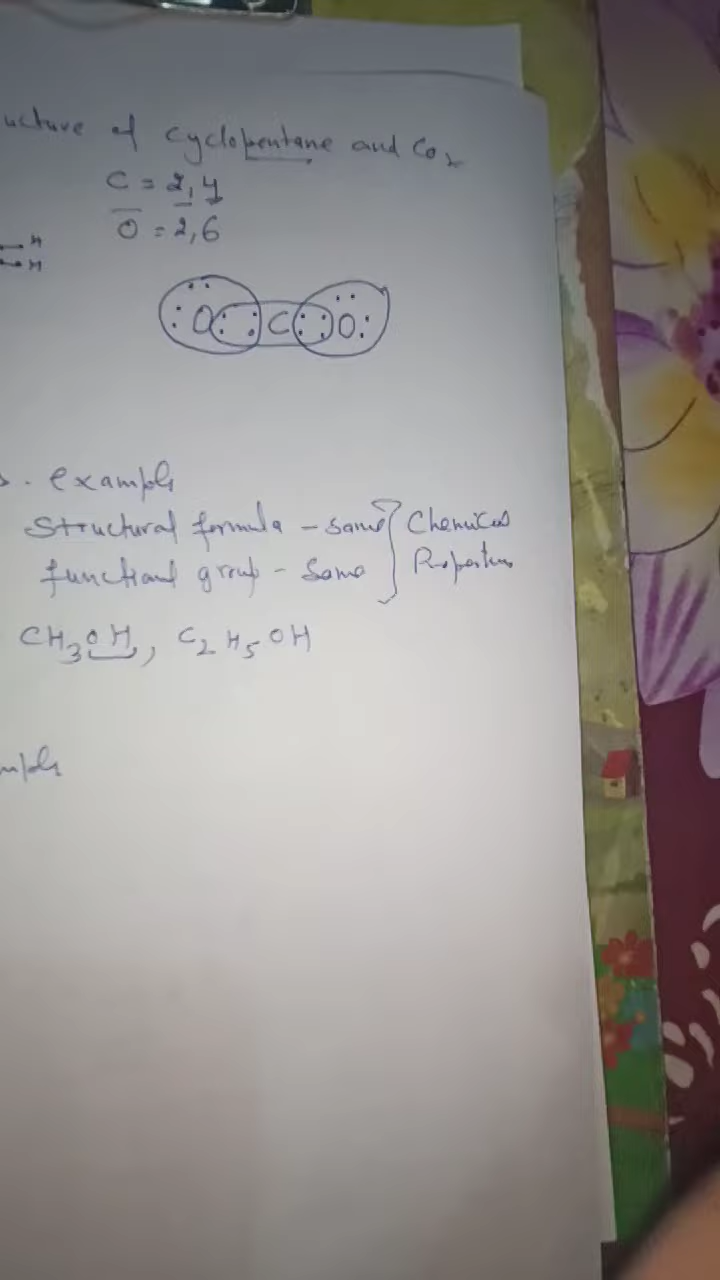 ucture of cyclopentane and CO₂
C = 2, 4
O = 2, 6
H
H
O C O
s. example
Structural formula - same } Chemical
functional group - same Properties
CH₃OH, C₂H₅OH
mple